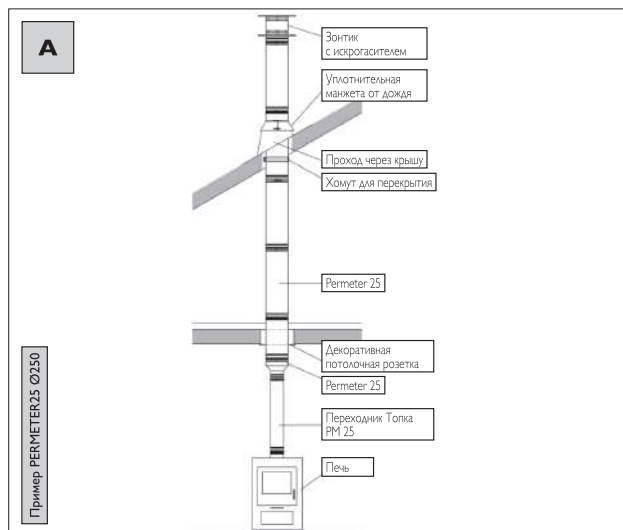 A
Зонтик
с искрогасителем
Уплотнительная
манжета от дождя
Проход через крышу
Хомут для перекрытия
Permeter 25
Декоративная
потолочная розетка
Permeter 25
Переходник Топка
PM 25
Печь
Пример PERMETER25 Ø250